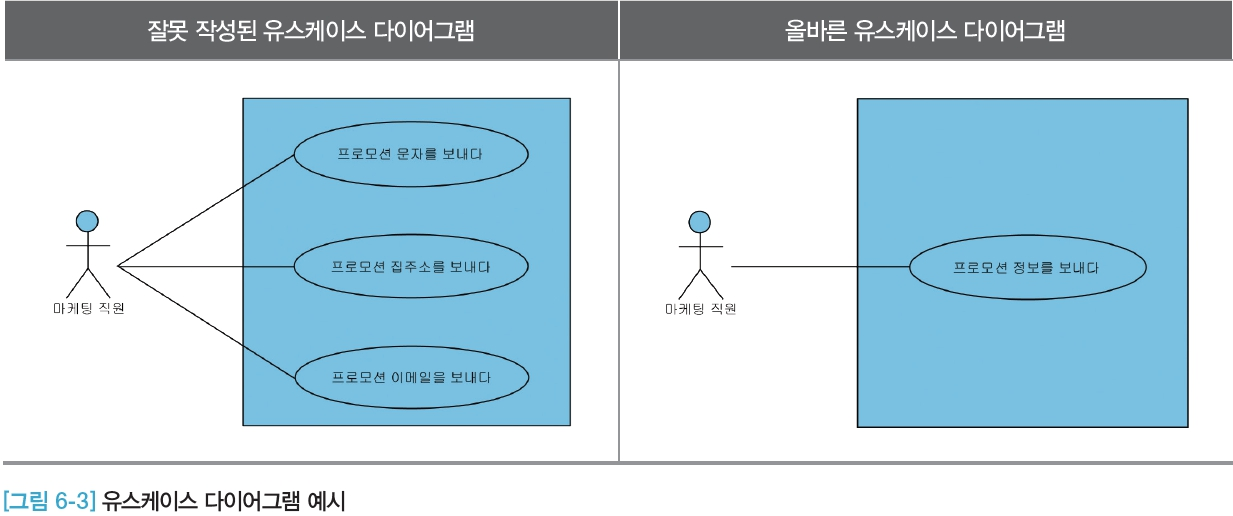 잘못 작성된 유스케이스 다이어그램
올바른 유스케이스 다이어그램
프로모션 문자를 보내다
프로모션 집주소를 보내다
프로모션 이메일을 보내다
마케팅 직원
프로모션 정보를 보내다
마케팅 직원
[그림 6-3] 유스케이스 다이어그램 예시